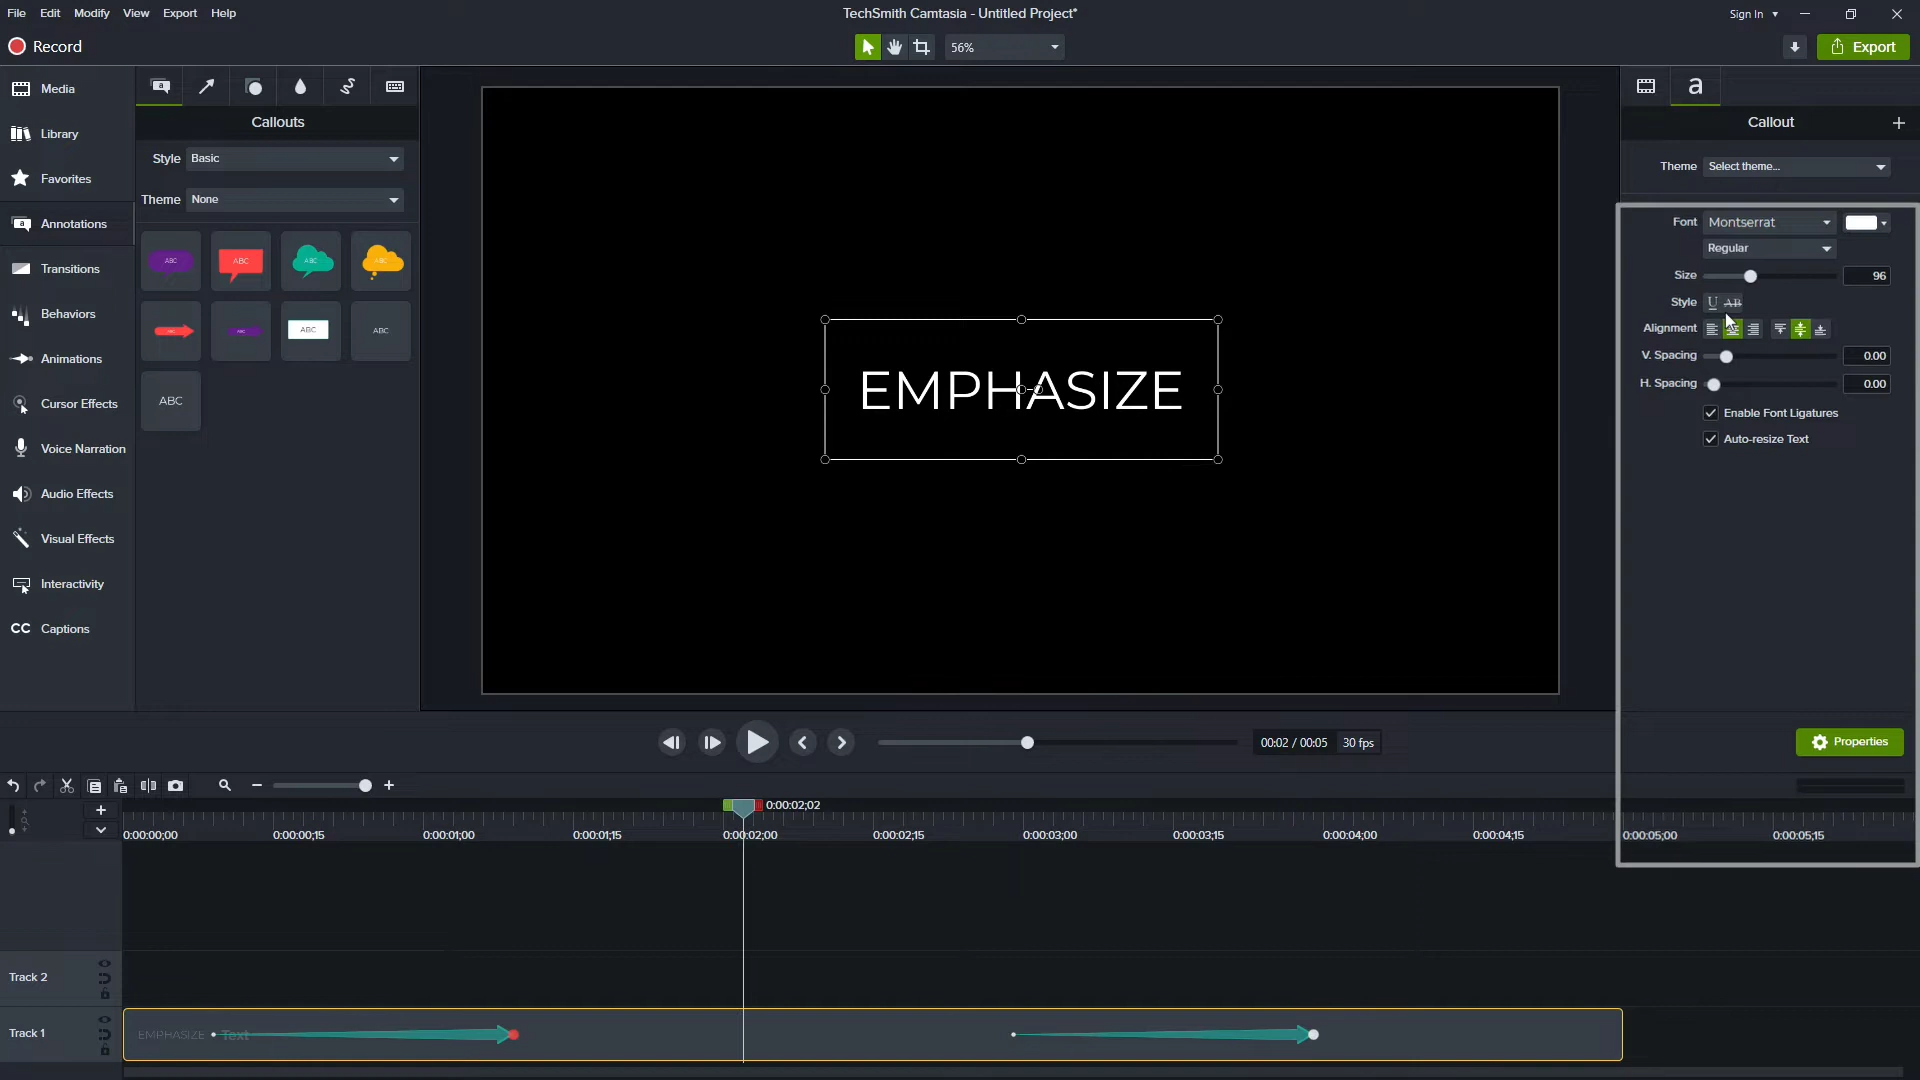 File Edit Modify View Export Help
TechSmith Camtasia - Untitled Project*
Sign In
Record
56%
Export
Media
Library
Favorites
Annotations
Transitions
Behaviors
Animations
Cursor Effects
Voice Narration
Audio Effects
Visual Effects
Interactivity
CC Captions
a
Callouts
Style Basic
Theme None
ABC ABC ABC ABC
ABC ABC ABC
ABC
EMPHASIZE
a
Callout
Theme Select theme...
Font Montserrat
Regular
Size 96
Style U AB
Alignment
V. Spacing 0.00
H. Spacing 0.00
Enable Font Ligatures
Auto-resize Text
00:02 / 00:05 30 fps
Properties
0:00:02;02
0:00:00;00 0:00:00;15 0:00:01;00 0:00:01;15 0:00:02;00 0:00:02;15 0:00:03;00 0:00:03;15 0:00:04;00 0:00:04;15 0:00:05;00 0:00:05;15
Track 2
Track 1
EMPHASIZE Text